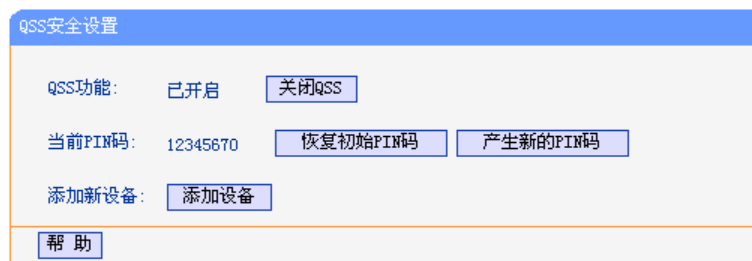 QSS安全设置
QSS功能: 已开启 关闭QSS
当前PIN码: 12345670 恢复初始PIN码 产生新的PIN码
添加新设备: 添加设备
帮 助